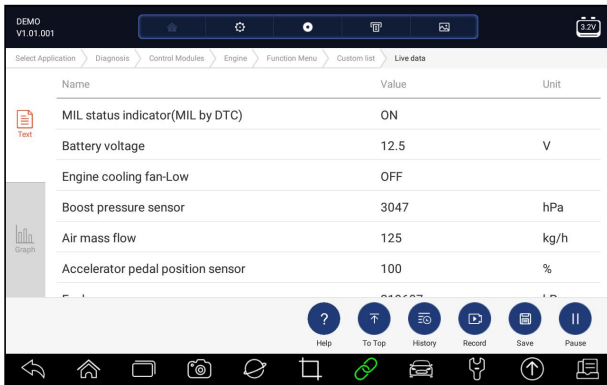 DEMO
V1.01.001
3.2V
Select Application Diagnosis Control Modules Engine Function Menu Custom list Live data
Name Value Unit
Text
MIL status indicator(MIL by DTC) ON
Battery voltage 12.5 V
Engine cooling fan-Low OFF
Boost pressure sensor 3047 hPa
Graph
Air mass flow 125 kg/h
Accelerator pedal position sensor 100 %
? Help To Top History Record Save Pause